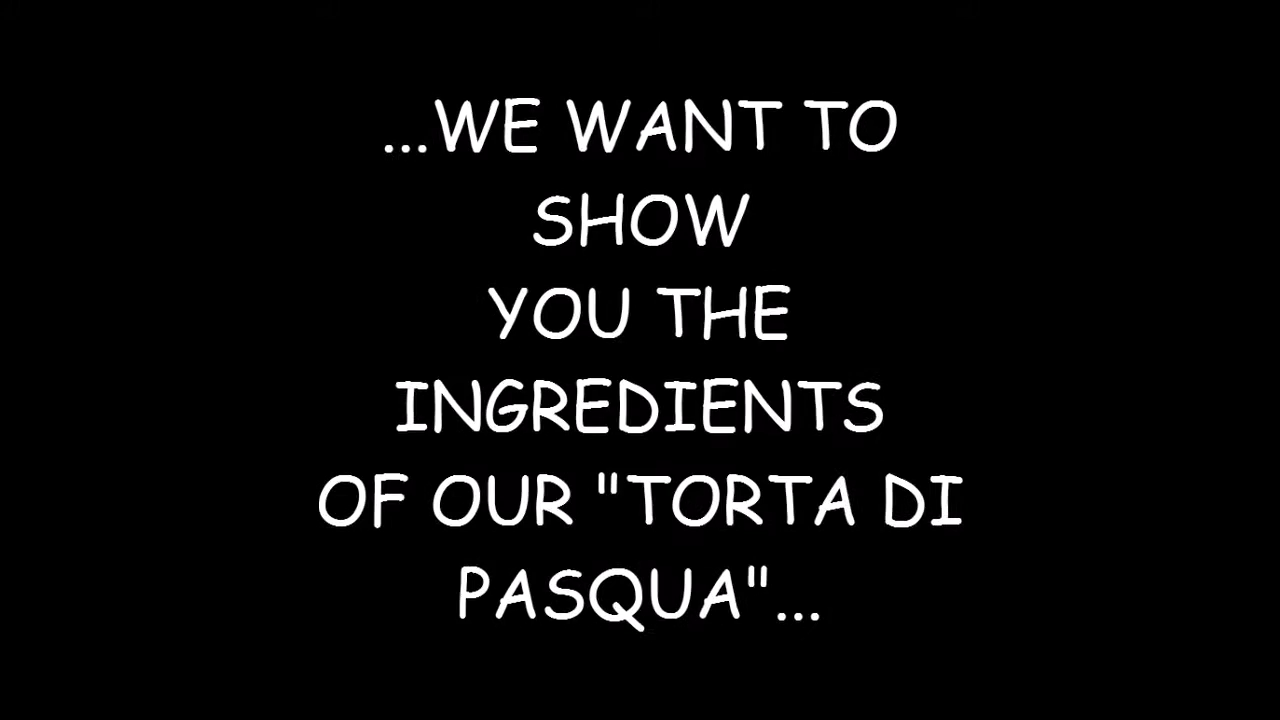 ...WE WANT TO
SHOW
YOU THE
INGREDIENTS
OF OUR "TORTA DI
PASQUA"...